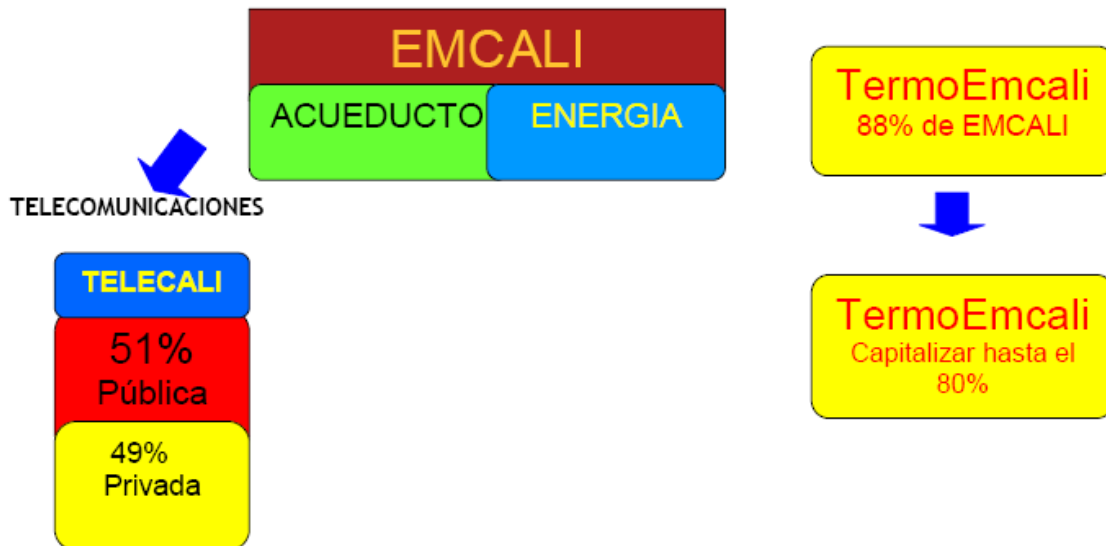 EMCALI
ACUEDUCTO
ENERGIA
TELECOMUNICACIONES
TELECALI
51%
Pública
49%
Privada
TermoEmcali
88% de EMCALI
TermoEmcali
Capitalizar hasta el
80%